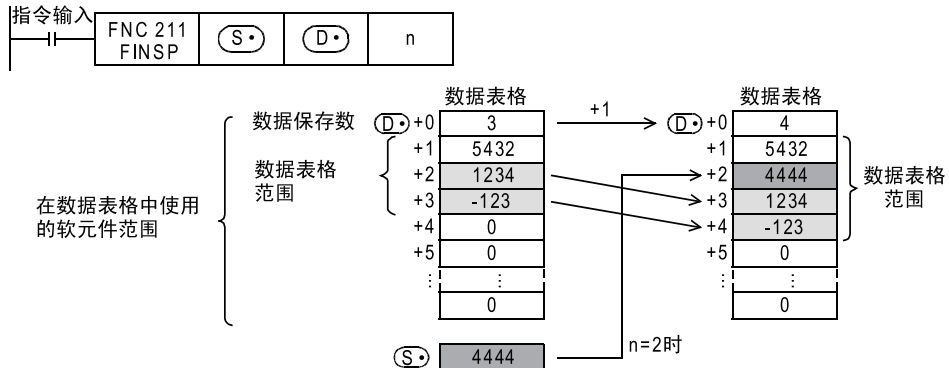 指令输入
FNC 211
FINSP
S·
D·
n
数据表格
数据表格
+1
数据保存数
D·
+0
3
D·
+0
4
数据表格
范围
+1
5432
+1
5432
+2
1234
+2
4444
+3
-123
+3
1234
+4
0
+4
-123
+5
0
+5
0
⋮
⋮
⋮
⋮
⋮
⋮
0
0
数据表格
范围
在数据表格中使用
的软元件范围
S·
4444
n=2时